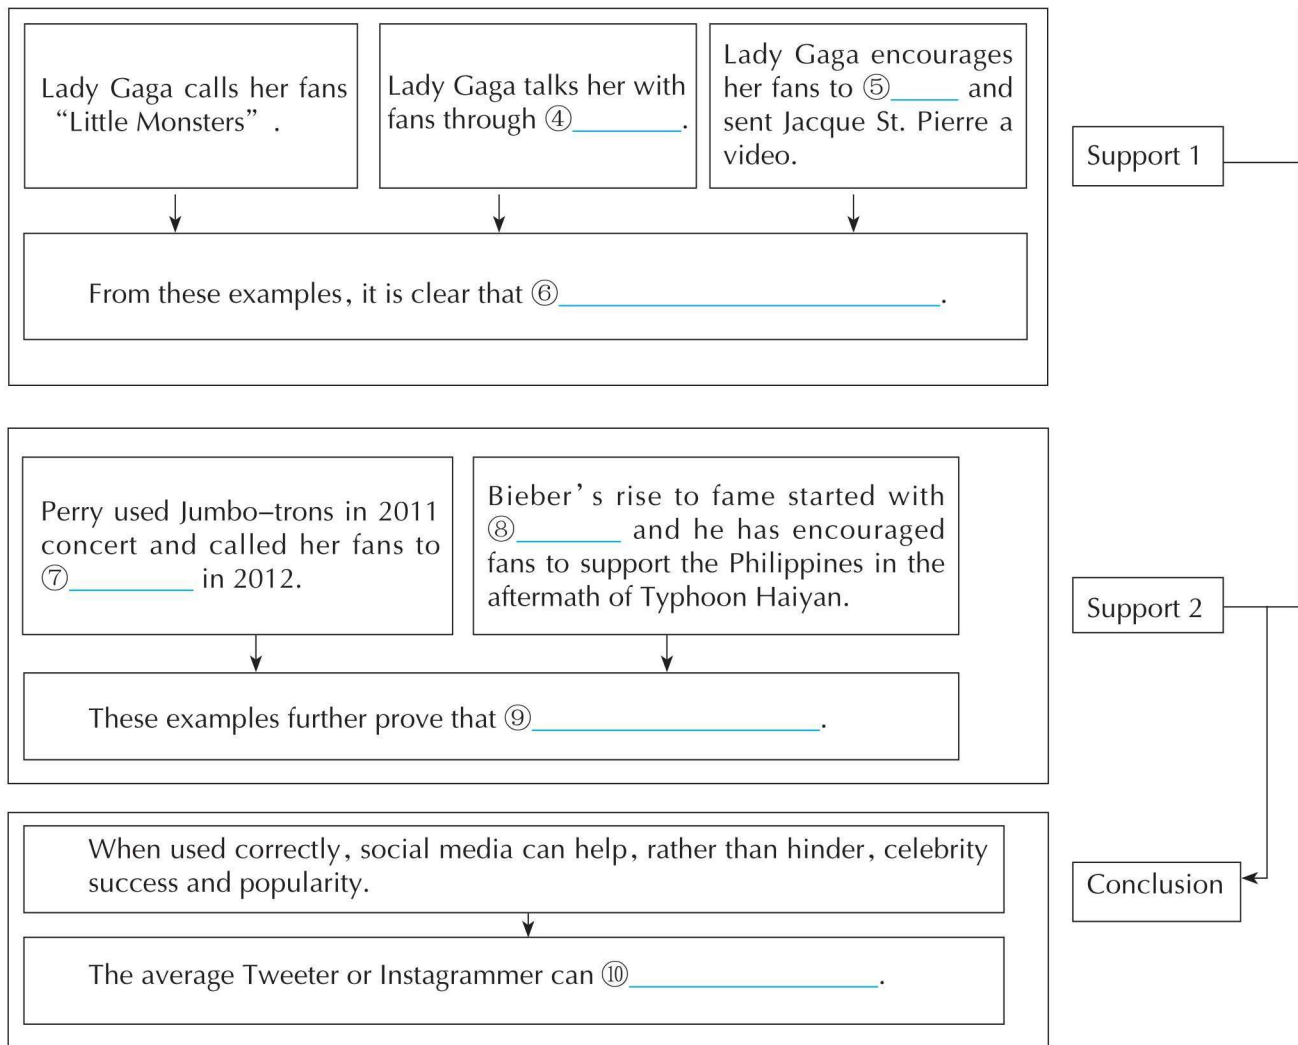 Lady Gaga calls her fans
“Little Monsters” .
Lady Gaga talks her with
fans through ④________.
Lady Gaga encourages
her fans to ⑤_____ and
sent Jacque St. Pierre a
video.
Support 1
From these examples, it is clear that ⑥____________________________.
Perry used Jumbo–trons in 2011
concert and called her fans to
⑦_________ in 2012.
Bieber’s rise to fame started with
⑧________ and he has encouraged
fans to support the Philippines in the
aftermath of Typhoon Haiyan.
Support 2
These examples further prove that ⑨_____________________.
When used correctly, social media can help, rather than hinder, celebrity
success and popularity.
Conclusion
The average Tweeter or Instagrammer can ⑩__________________.